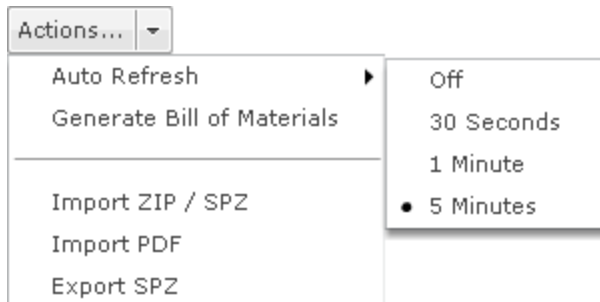 Actions...
Auto Refresh
Generate Bill of Materials
Import ZIP / SPZ
Import PDF
Export SPZ
Off
30 Seconds
1 Minute
5 Minutes